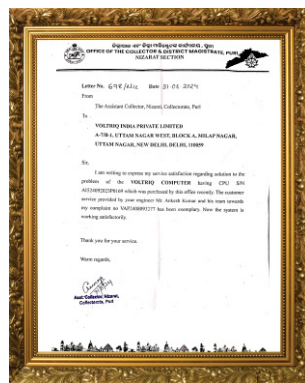 OFFICE OF THE COLLECTOR & DISTRICT MAGISTRATE, PURI
NIZARAT SECTION
Letter No. 698/Niz Date 31-01-2024
From
The Assistant Collector, Nizarat, Collectorate, Puri
To
VOLTRIQ INDIA PRIVATE LIMITED
A-7/B-1, UTTAM NAGAR WEST, BLOCK A, MILAP NAGAR,
UTTAM NAGAR, NEW DELHI, DELHI, 110059
Sir,
I am writing to express my service satisfaction regarding solution to the
problem of the VOLTRIQ COMPUTER having CPU S/N
which was purchased by this office recently. The customer
service provided by your engineer Mr. Ankesh Kumar and his team towards
my complaint no has been exemplary. Now the system is
working satisfactorily.
Thank you for your service.
Warm regards,
Asst. Collector, Nizarat,
Collectorate, Puri